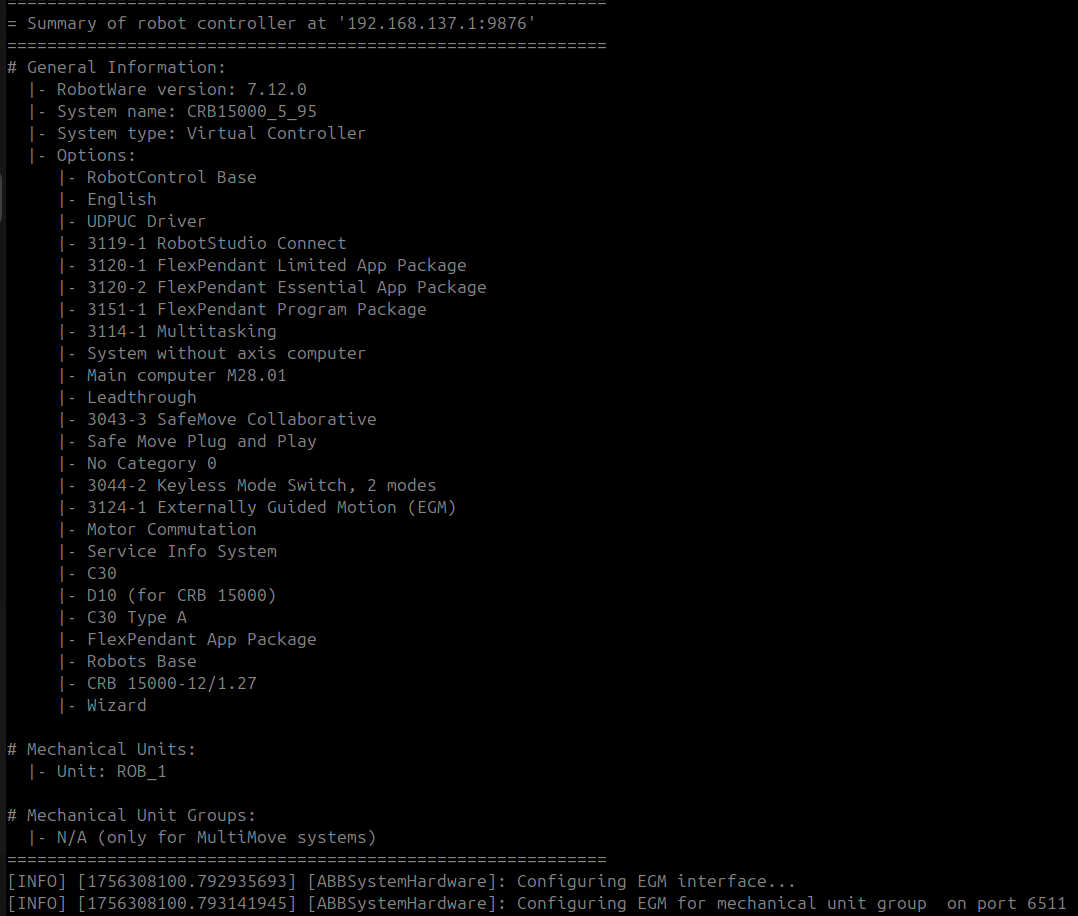 ============================================================
= Summary of robot controller at '192.168.137.1:9876'
============================================================
# General Information:
  |- RobotWare version: 7.12.0
  |- System name: CRB15000_5_95
  |- System type: Virtual Controller
  |- Options:
     |- RobotControl Base
     |- English
     |- UDPUC Driver
     |- 3119-1 RobotStudio Connect
     |- 3120-1 FlexPendant Limited App Package
     |- 3120-2 FlexPendant Essential App Package
     |- 3151-1 FlexPendant Program Package
     |- 3114-1 Multitasking
     |- System without axis computer
     |- Main computer M28.01
     |- Leadthrough
     |- 3043-3 SafeMove Collaborative
     |- Safe Move Plug and Play
     |- No Category 0
     |- 3044-2 Keyless Mode Switch, 2 modes
     |- 3124-1 Externally Guided Motion (EGM)
     |- Motor Commutation
     |- Service Info System
     |- C30
     |- D10 (for CRB 15000)
     |- C30 Type A
     |- FlexPendant App Package
     |- Robots Base
     |- CRB 15000-12/1.27
     |- Wizard

# Mechanical Units:
  |- Unit: ROB_1

# Mechanical Unit Groups:
  |- N/A (only for MultiMove systems)
============================================================
[INFO] [1756308100.792935693] [ABBSystemHardware]: Configuring EGM interface...
[INFO] [1756308100.793141945] [ABBSystemHardware]: Configuring EGM for mechanical unit group  on port 6511